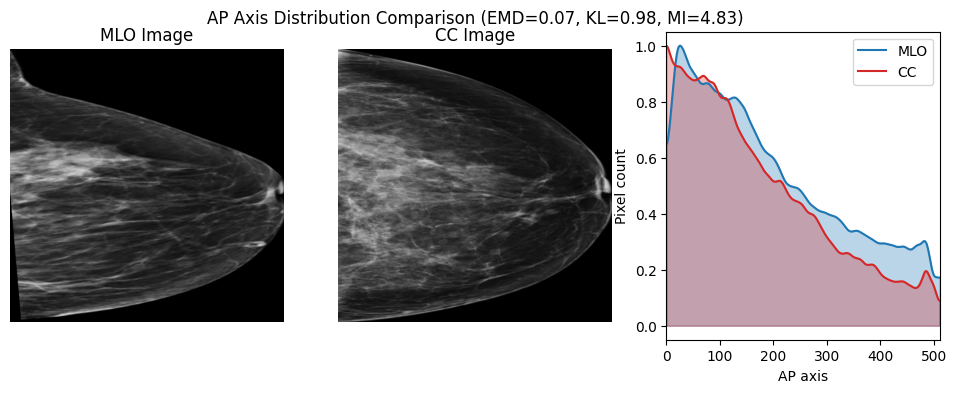 AP Axis Distribution Comparison (EMD=0.07, KL=0.98, MI=4.83)
MLO Image
CC Image
MLO
CC
1.0
0.8
0.6
0.4
0.2
0.0
Pixel count
0 100 200 300 400 500
AP axis